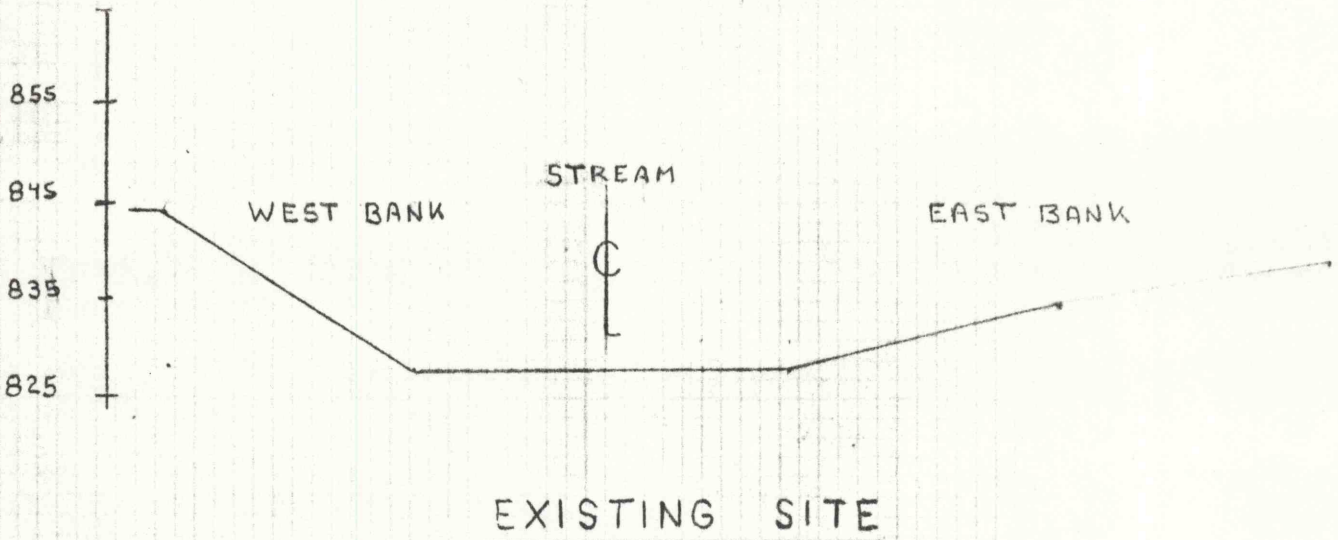 855
STREAM
845
WEST BANK
EAST BANK
℄
835
825
EXISTING SITE